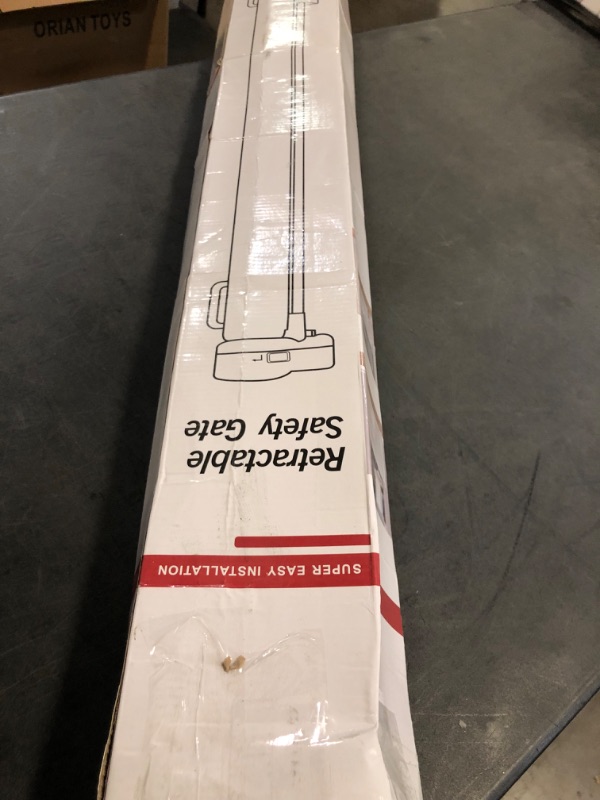 ORIAN TOYS
Retractable
Safety Gate
SUPER EASY INSTALLATION